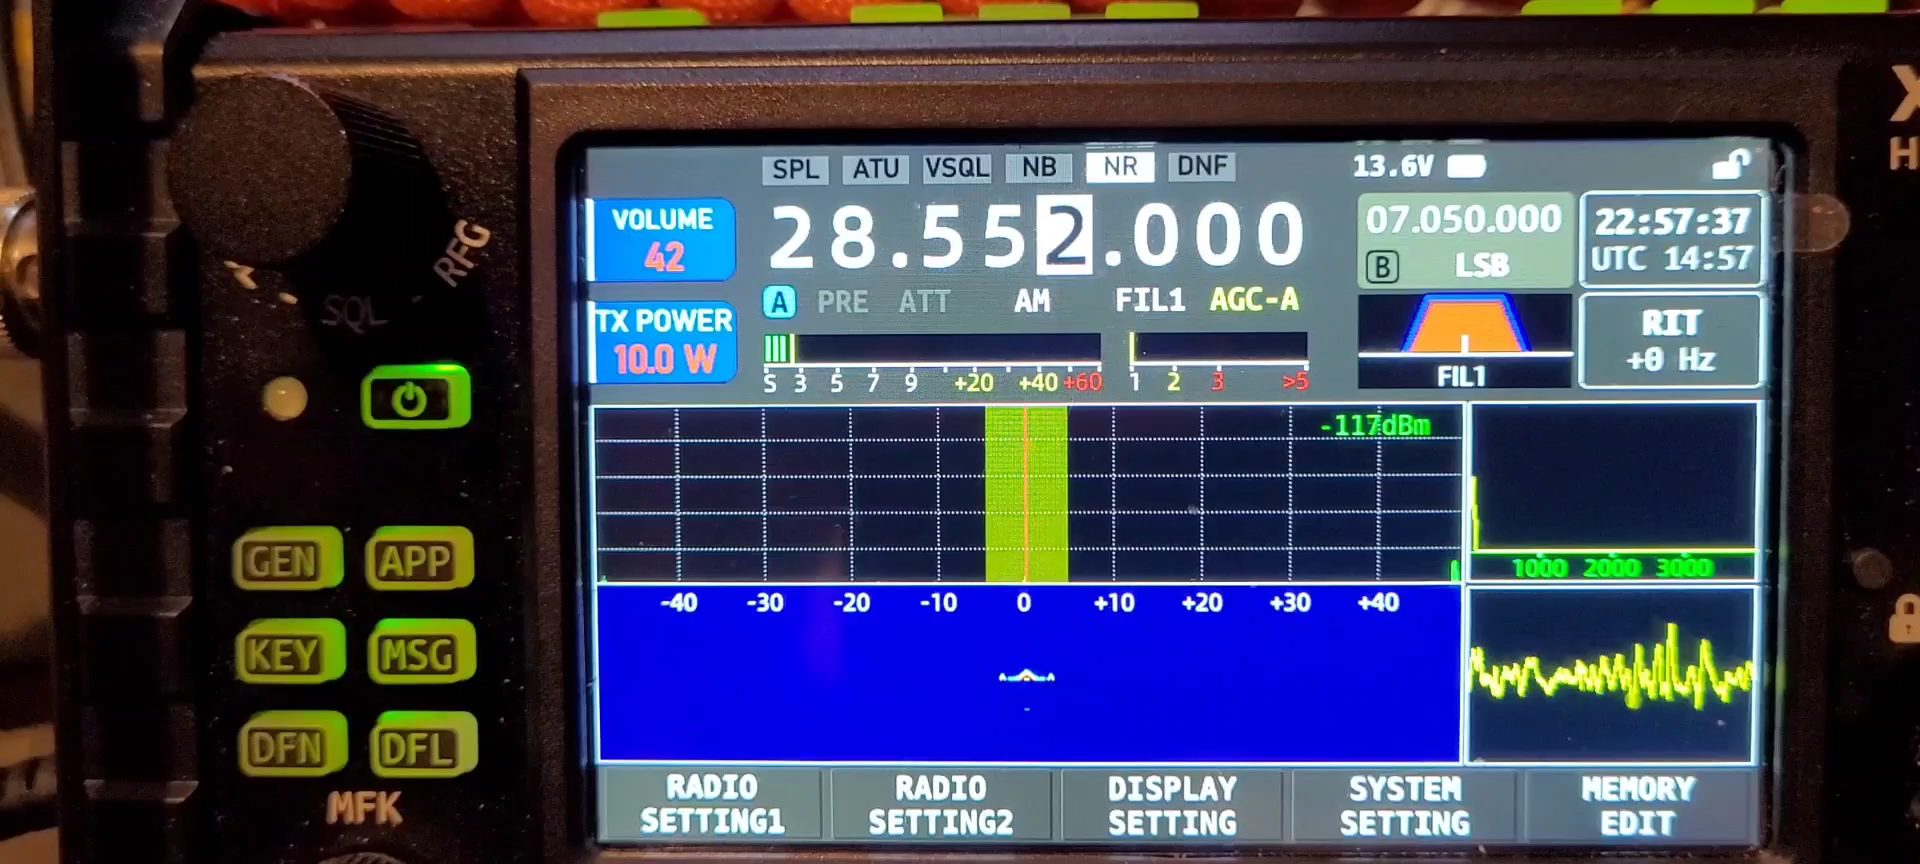 SPL ATU VSQL NB NR DNF 13.6V
VOLUME
42
28.552.000
07.050.000
B LSB
22:57:37
UTC 14:57
A PRE ATT AM FIL1 AGC-A
TX POWER
10.0 W
S 3 5 7 9 +20 +40 +60 1 2 3 >5
FIL1
RIT
+0 Hz
-117dBm
-40 -30 -20 -10 0 +10 +20 +30 +40
1000 2000 3000
RADIO
SETTING1
RADIO
SETTING2
DISPLAY
SETTING
SYSTEM
SETTING
MEMORY
EDIT
RFG
SQL
GEN APP
KEY MSG
DFN DFL
MFK
X
H